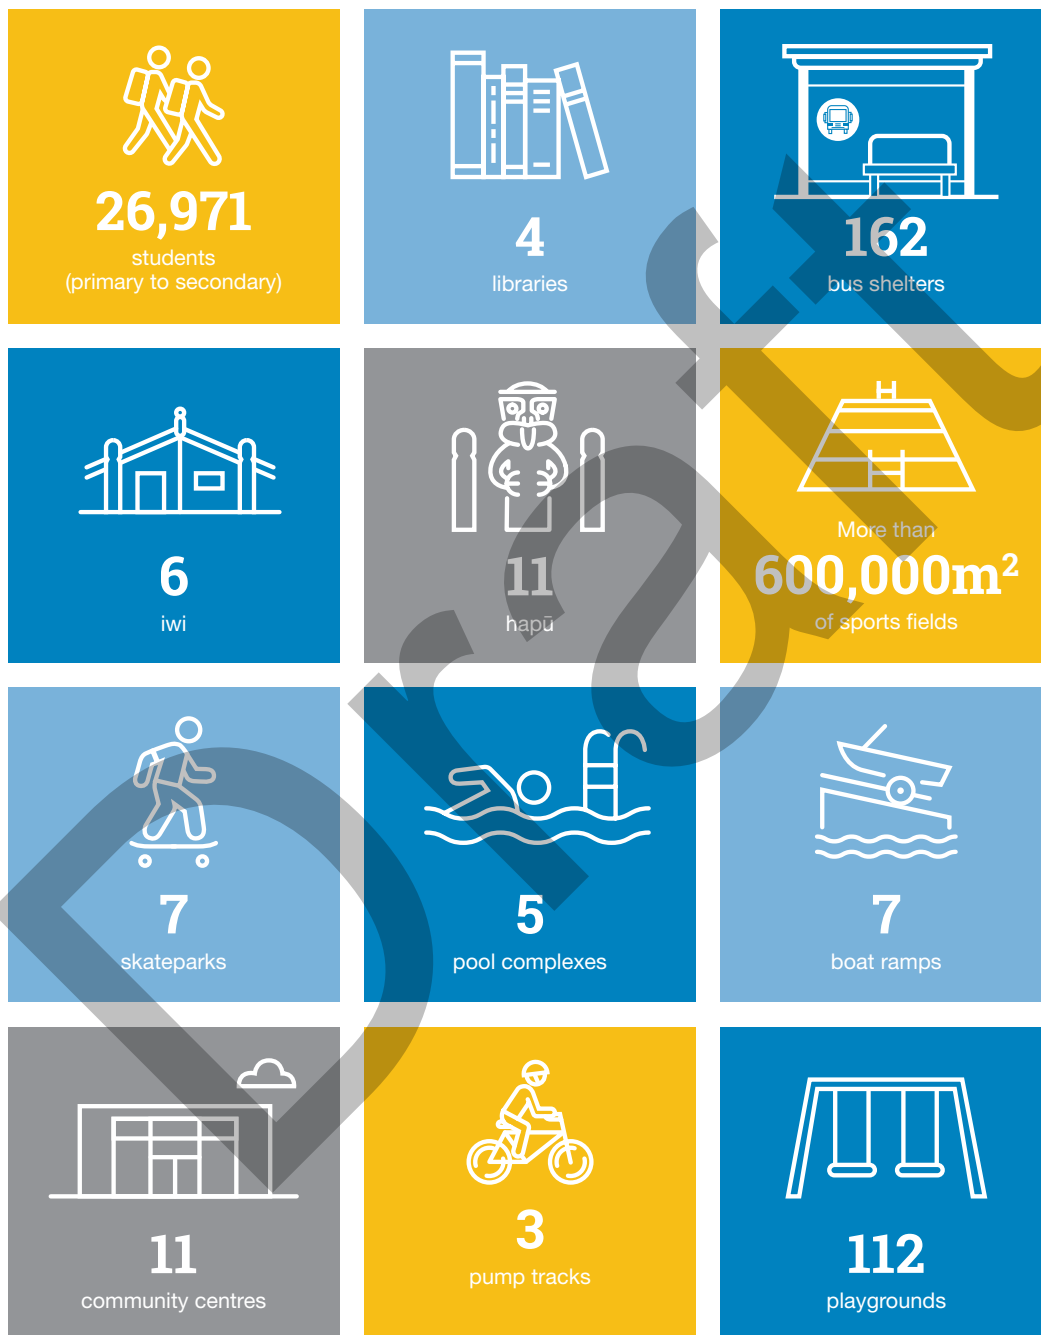 26,971
students
(primary to secondary)
4
libraries
162
bus shelters
6
iwi
11
hapū
More than
600,000m²
of sports fields
7
skateparks
5
pool complexes
7
boat ramps
11
community centres
3
pump tracks
112
playgrounds
Draft